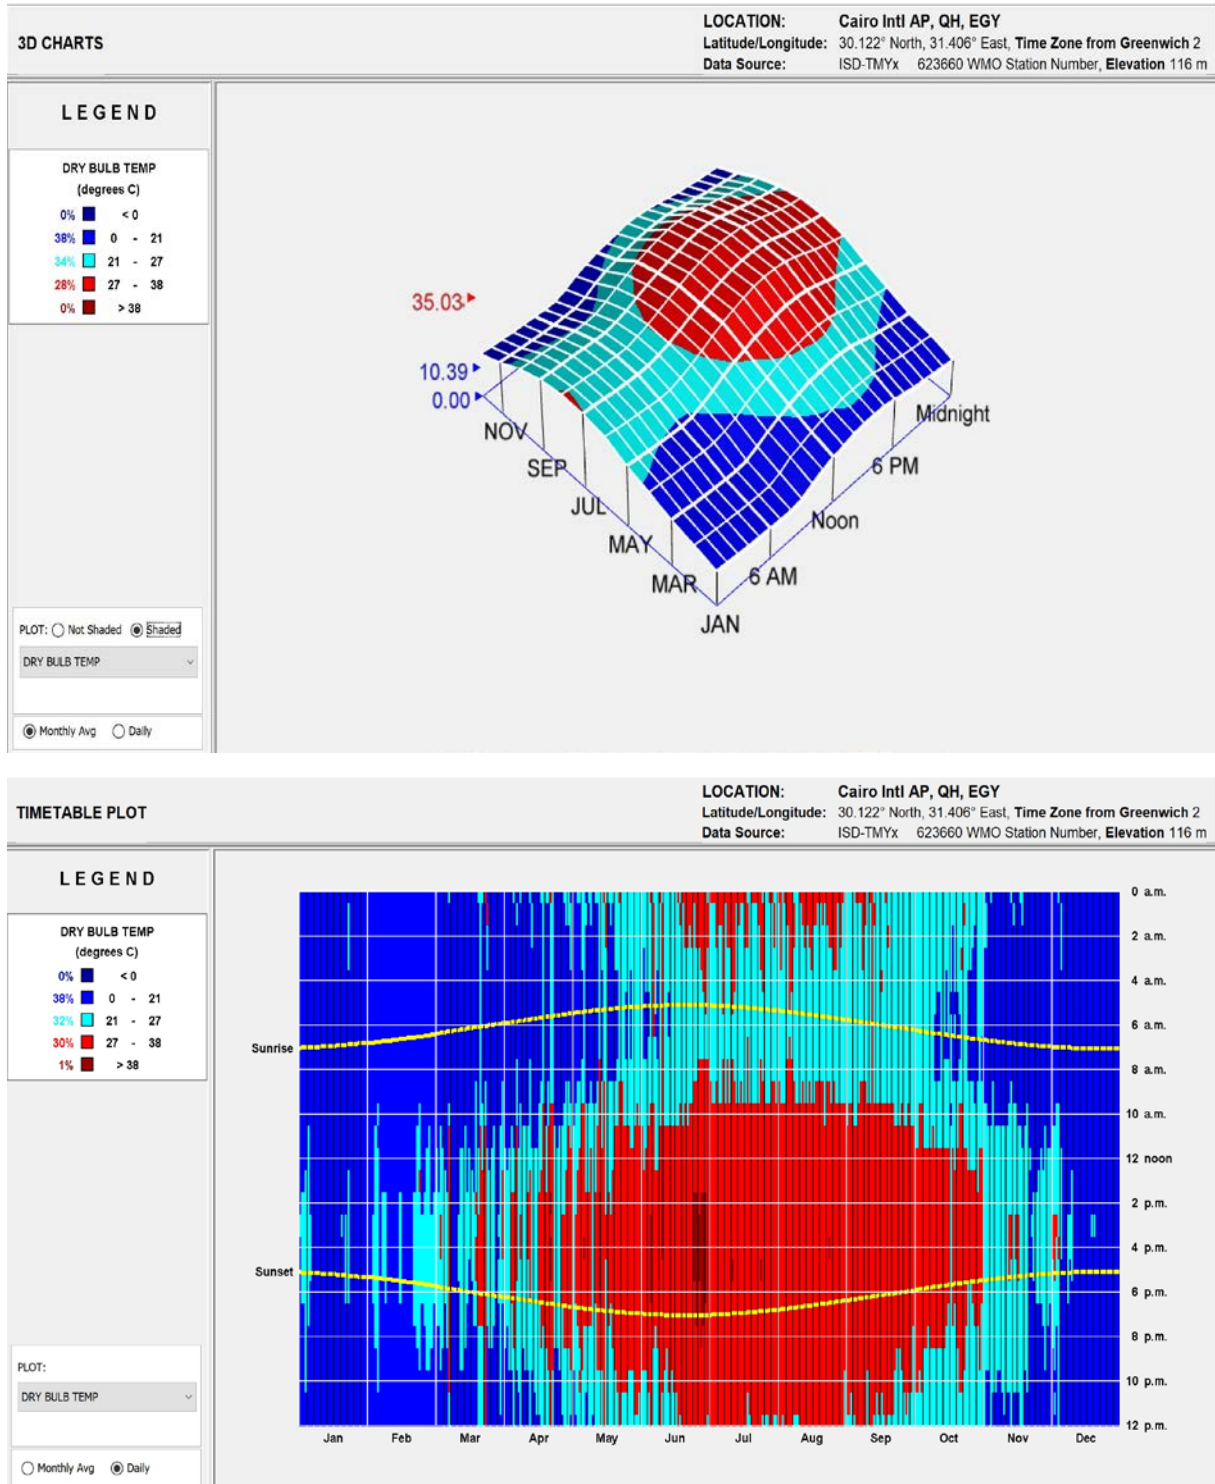 3D CHARTS
LOCATION: Cairo Intl AP, QH, EGY
Latitude/Longitude: 30.122° North, 31.406° East, Time Zone from Greenwich 2
Data Source: ISD-TMYx 623660 WMO Station Number, Elevation 116 m
LEGEND
DRY BULB TEMP
(degrees C)
0% < 0
38% 0 - 21
34% 21 - 27
28% 27 - 38
0% > 38
PLOT: Not Shaded Shaded
DRY BULB TEMP
Monthly Avg Daily
35.03
10.39
0.00
NOV
SEP
JUL
MAY
MAR
JAN
6 AM
Noon
6 PM
Midnight
TIMETABLE PLOT
LOCATION: Cairo Intl AP, QH, EGY
Latitude/Longitude: 30.122° North, 31.406° East, Time Zone from Greenwich 2
Data Source: ISD-TMYx 623660 WMO Station Number, Elevation 116 m
LEGEND
DRY BULB TEMP
(degrees C)
0% < 0
38% 0 - 21
32% 21 - 27
30% 27 - 38
1% > 38
PLOT:
DRY BULB TEMP
Monthly Avg Daily
Sunrise
Sunset
0 a.m.
2 a.m.
4 a.m.
6 a.m.
8 a.m.
10 a.m.
12 noon
2 p.m.
4 p.m.
6 p.m.
8 p.m.
10 p.m.
12 p.m.
Jan Feb Mar Apr May Jun Jul Aug Sep Oct Nov Dec